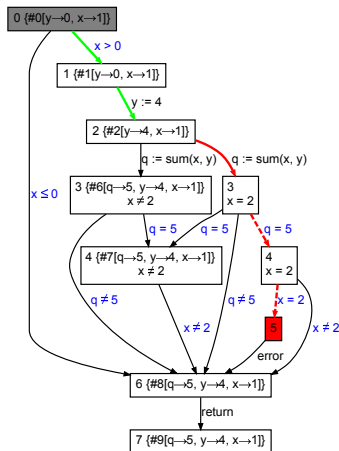 0 {#0[y→0, x→1]}
x > 0
1 {#1[y→0, x→1]}
y := 4
2 {#2[y→4, x→1]}
q := sum(x, y)
q := sum(x, y)
x ≤ 0
3 {#6[q→5, y→4, x→1]}
x ≠ 2
3
x = 2
q = 5
q = 5
q = 5
4 {#7[q→5, y→4, x→1]}
x ≠ 2
4
x = 2
q ≠ 5
q ≠ 5
x = 2
x ≠ 2
x ≠ 2
5
error
6 {#8[q→5, y→4, x→1]}
return
7 {#9[q→5, y→4, x→1]}